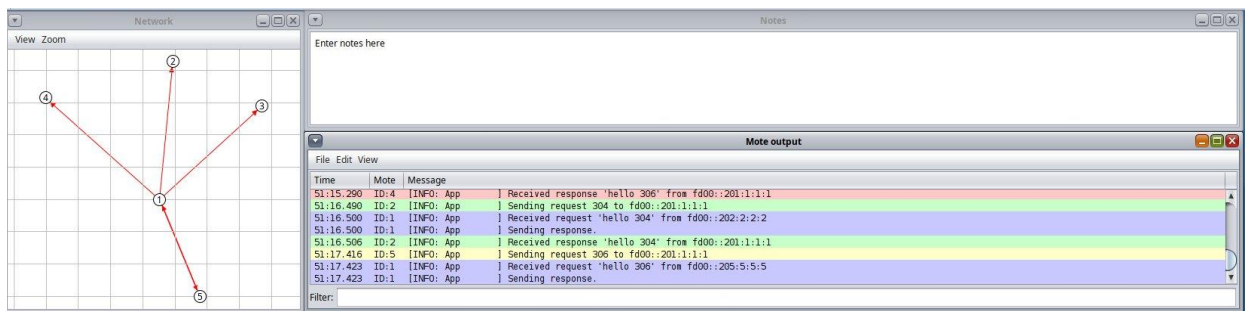 Network
View Zoom
2
4
3
1
5
Notes
Enter notes here
Mote output
File Edit View
Time Mote Message
51:15.290 ID:4 [INFO: App ] Received response 'hello 306' from fd00::201:1:1:1
51:16.490 ID:2 [INFO: App ] Sending request 304 to fd00::201:1:1:1
51:16.500 ID:1 [INFO: App ] Received request 'hello 304' from fd00::202:2:2:2
51:16.500 ID:1 [INFO: App ] Sending response.
51:16.506 ID:2 [INFO: App ] Received response 'hello 304' from fd00::201:1:1:1
51:17.416 ID:5 [INFO: App ] Sending request 306 to fd00::201:1:1:1
51:17.423 ID:1 [INFO: App ] Received request 'hello 306' from fd00::205:5:5:5
51:17.423 ID:1 [INFO: App ] Sending response.
Filter: